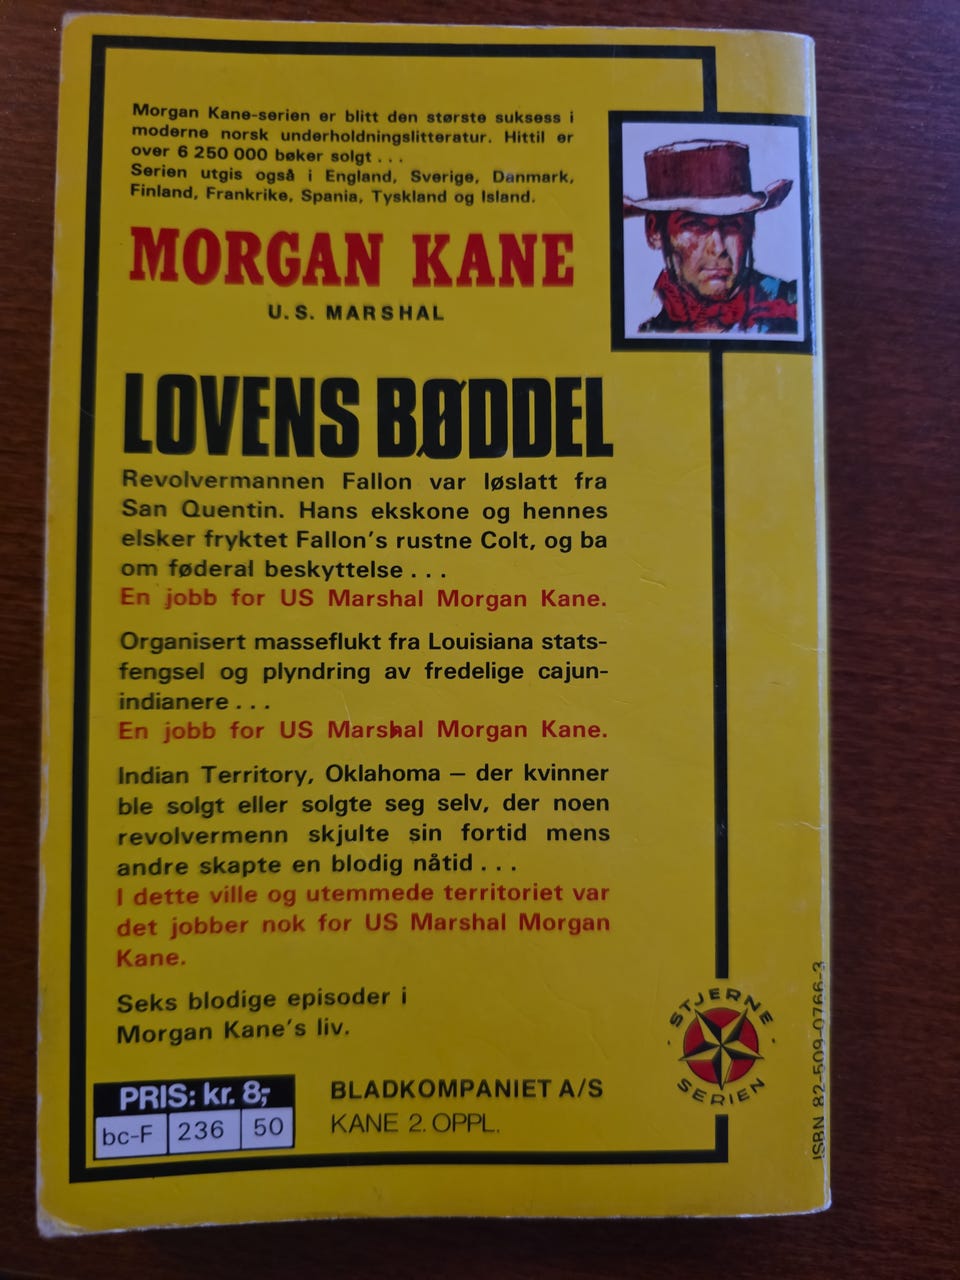 Morgan Kane-serien er blitt den største suksess i
moderne norsk underholdningslitteratur. Hittil er
over 6 250 000 bøker solgt . . .
Serien utgis også i England, Sverige, Danmark,
Finland, Frankrike, Spania, Tyskland og Island.
MORGAN KANE
U.S. MARSHAL
LOVENS BØDDEL
Revolvermannen Fallon var løslatt fra
San Quentin. Hans ekskone og hennes
elsker fryktet Fallon's rustne Colt, og ba
om føderal beskyttelse . . .
En jobb for US Marshal Morgan Kane.
Organisert masseflukt fra Louisiana stats-
fengsel og plyndring av fredelige cajun-
indianere . . .
En jobb for US Marshal Morgan Kane.
Indian Territory, Oklahoma – der kvinner
ble solgt eller solgte seg selv, der noen
revolvermenn skjulte sin fortid mens
andre skapte en blodig nåtid . . .
I dette ville og utemmede territoriet var
det jobber nok for US Marshal Morgan
Kane.
Seks blodige episoder i
Morgan Kane's liv.
PRIS: kr. 8,-
bc-F 236 50
BLADKOMPANIET A/S
KANE 2. OPPL.
STJERNE
SERIEN
ISBN 82-509-0766-3